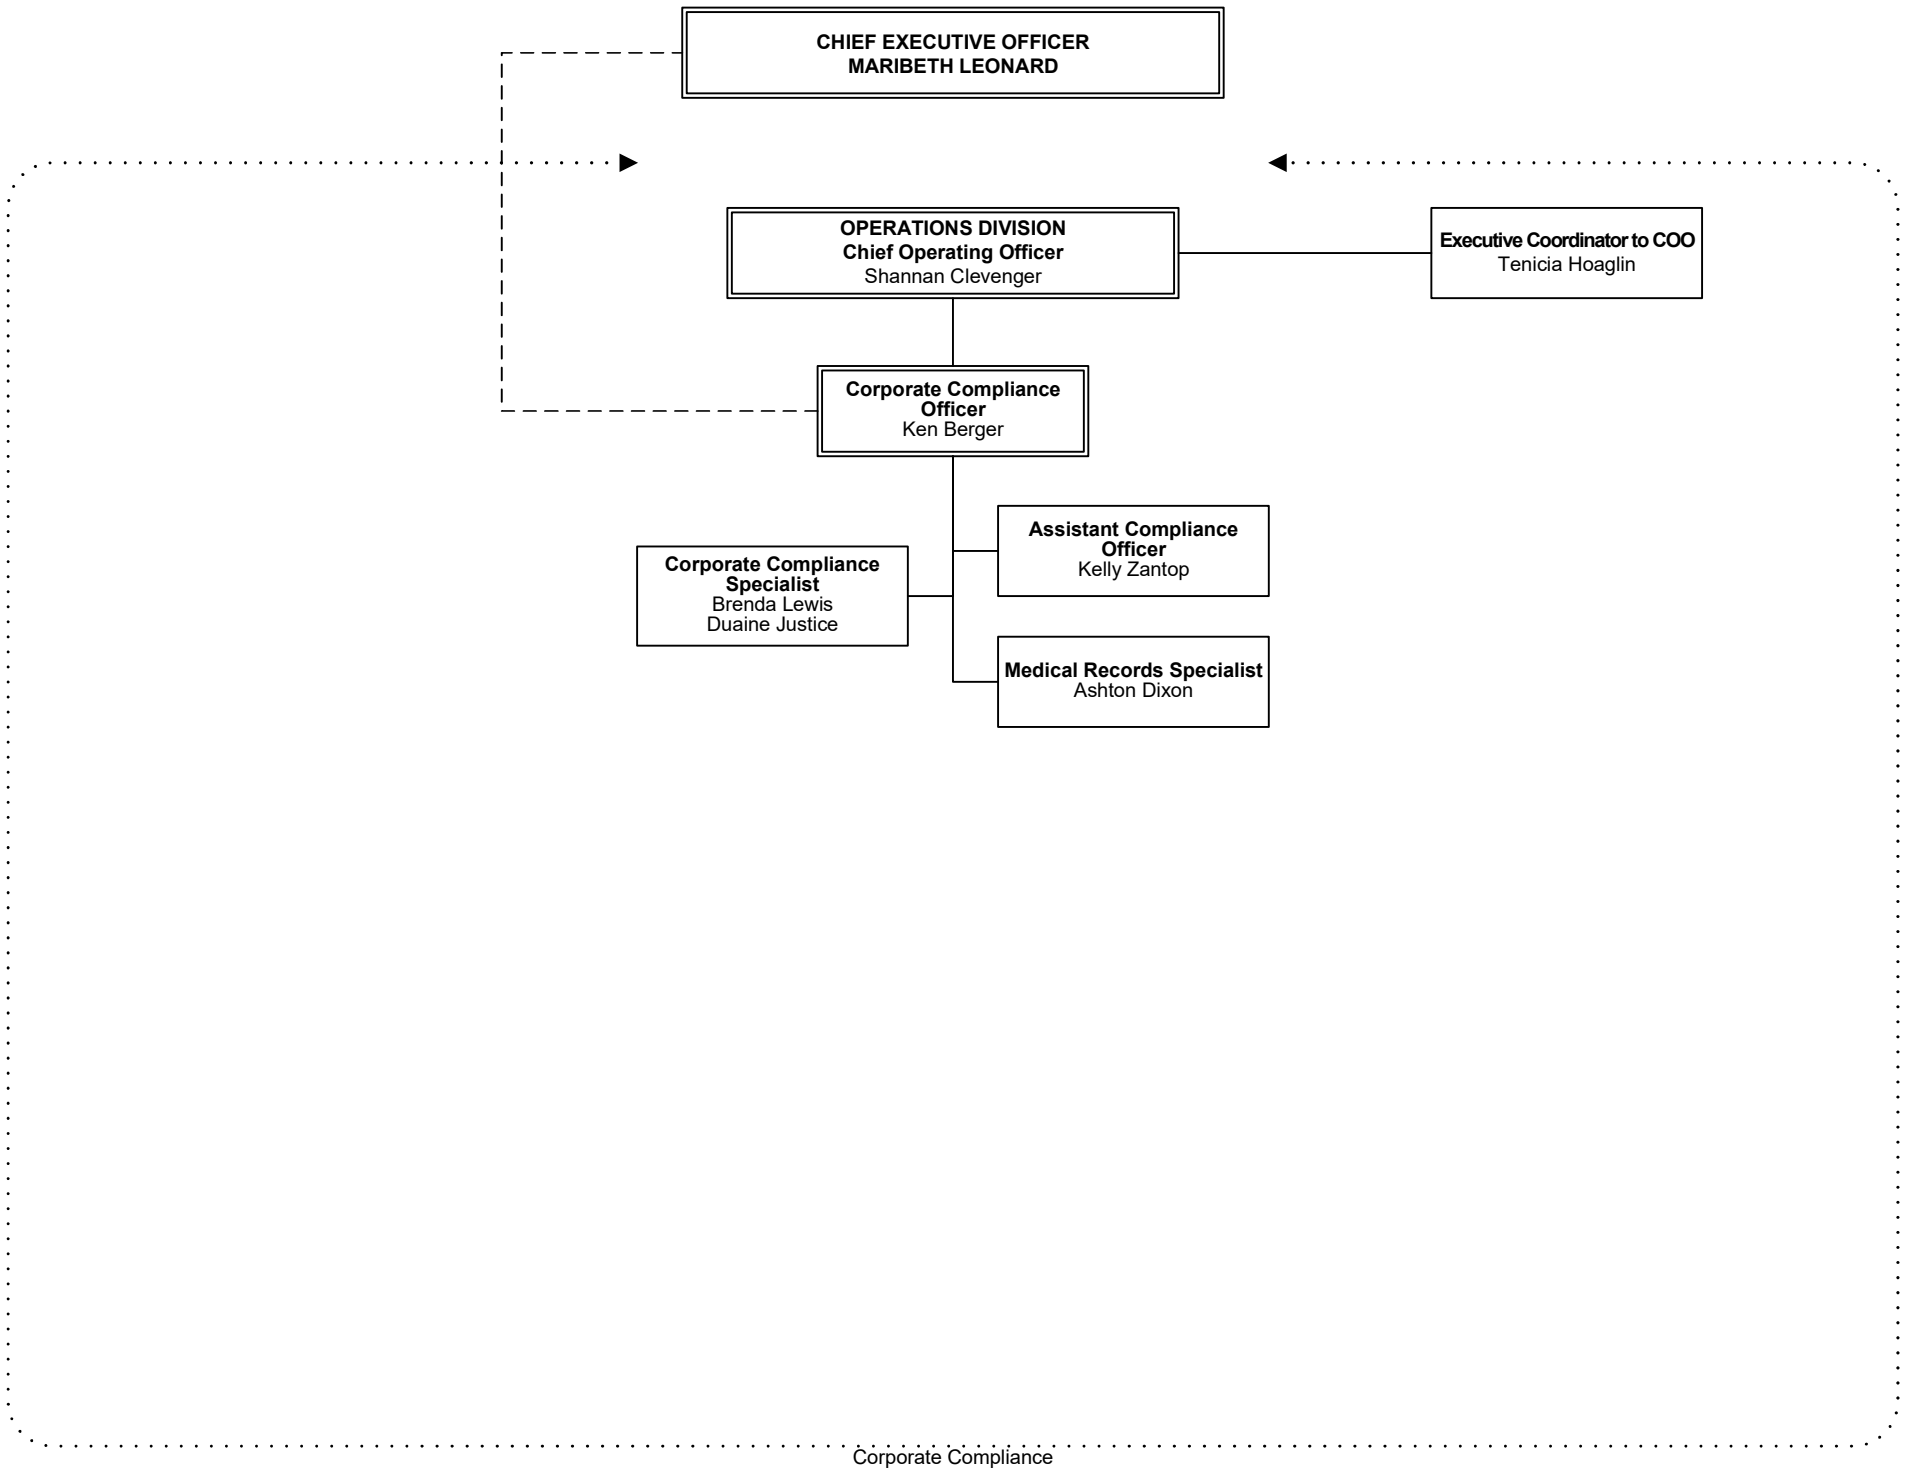 CHIEF EXECUTIVE OFFICER
MARIBETH LEONARD
OPERATIONS DIVISION
Chief Operating Officer
Shannan Clevenger
Executive Coordinator to COO
Tenicia Hoaglin
Corporate Compliance
Officer
Ken Berger
Assistant Compliance
Officer
Kelly Zantop
Corporate Compliance
Specialist
Brenda Lewis
Duaine Justice
Medical Records Specialist
Ashton Dixon
Corporate Compliance